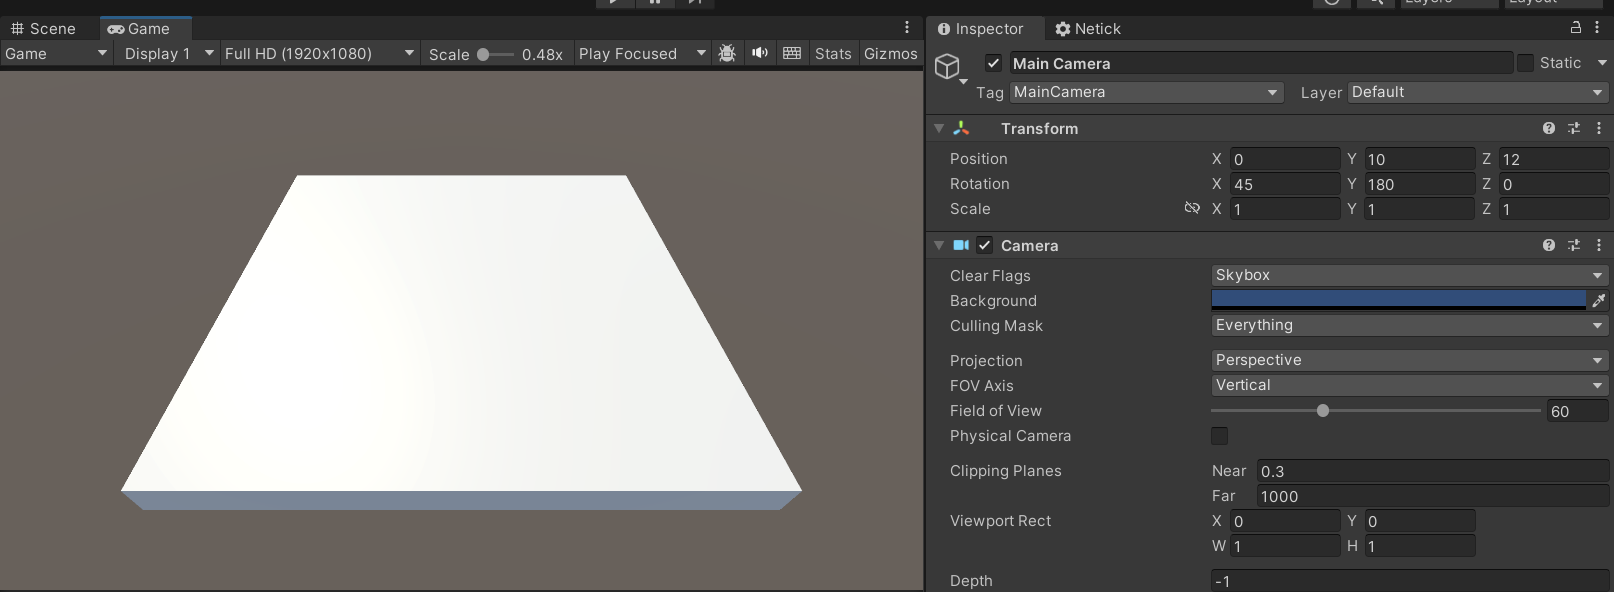 Layers
Layout
Scene
Game
Inspector
Netick
Game
Display 1
Full HD (1920x1080)
Scale
0.48x
Play Focused
Stats
Gizmos
Main Camera
Static
Tag
MainCamera
Layer
Default
Transform
Position X 0 Y 10 Z 12
Rotation X 45 Y 180 Z 0
Scale X 1 Y 1 Z 1
Camera
Clear Flags Skybox
Background
Culling Mask Everything
Projection Perspective
FOV Axis Vertical
Field of View 60
Physical Camera
Clipping Planes Near 0.3
Far 1000
Viewport Rect X 0 Y 0
W 1 H 1
Depth -1